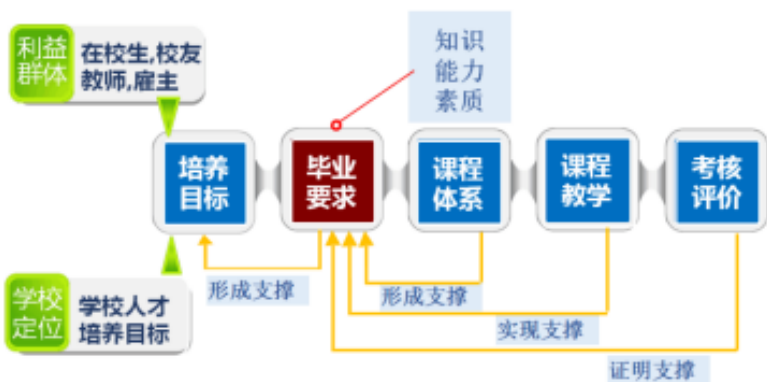 利益
群体
在校生,校友
教师,雇主
知识
能力
素质
培养
目标
毕业
要求
课程
体系
课程
教学
考核
评价
学校
定位
学校人才
培养目标
形成支撑
形成支撑
实现支撑
证明支撑